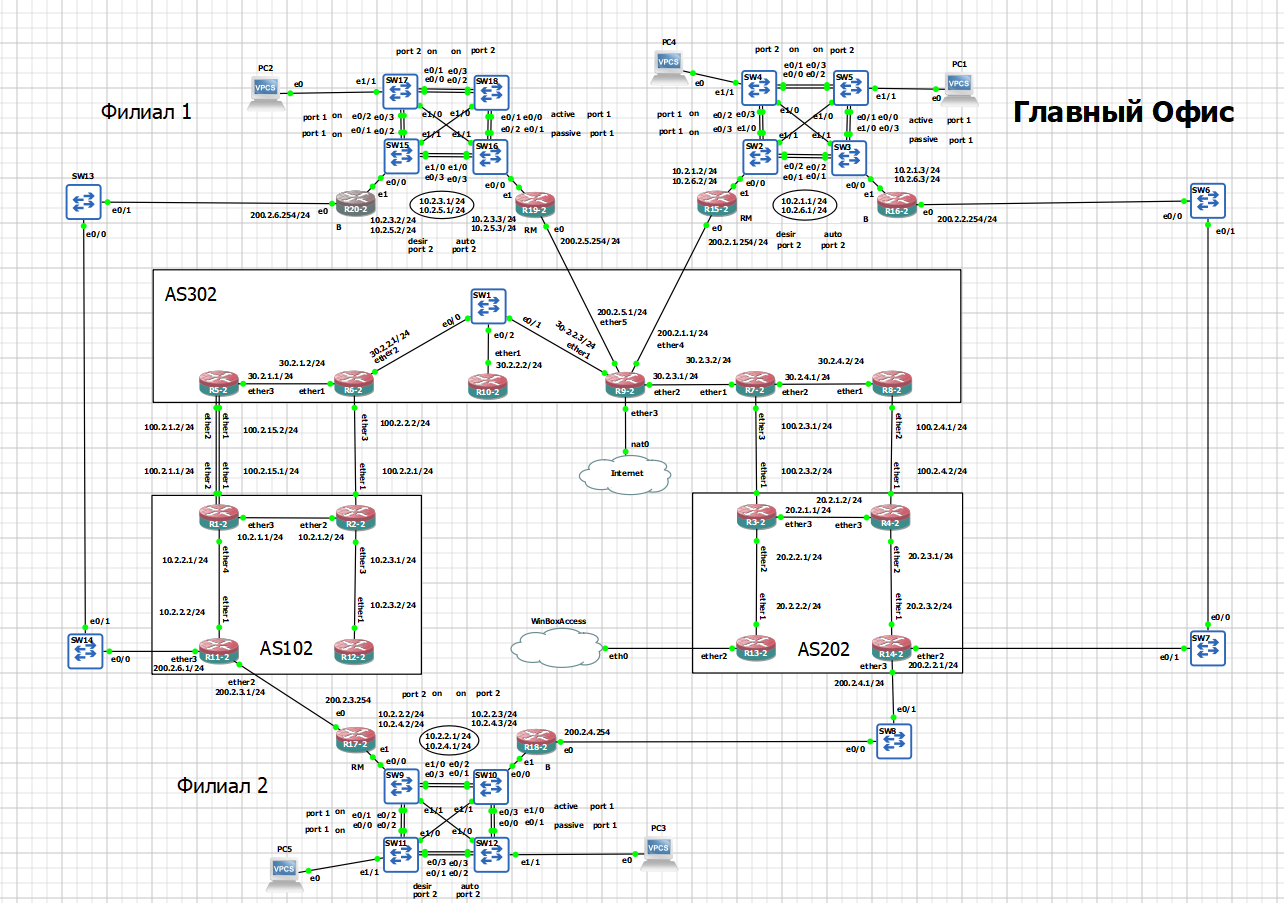 Филиал 1
Главный Офис
PC2
VPCS
e0
e1/1
SW17
port 2 on on port 2
e0/1 e0/3
e0/0 e0/2
SW18
port 1 on e0/2 e0/3
port 1 on e0/1 e0/2
e1/0
e1/0
e1/1
e1/1
e0/1 e0/0
e0/2 e0/1
active port 1
passive port 1
SW15
SW16
e1/0 e1/0
e0/3 e0/3
e0/0
e0/0
e1
e1
SW13
e0/1
e0/0
200.2.6.254/24
e0
R20-2
B
10.2.3.2/24
10.2.5.2/24
10.2.3.1/24
10.2.5.1/24
10.2.3.3/24
10.2.5.3/24
R19-2
RM
e0
200.2.5.254/24
desir
port 2
auto
port 2
PC4
VPCS
e0
e1/1
SW4
port 2 on on port 2
e0/1 e0/3
e0/0 e0/2
SW5
e1/1
e0
PC1
VPCS
port 1 on e0/2 e0/3
port 1 on e0/3 e1/0
e1/0
e1/0
e1/1
e1/1
e0/1 e0/0
e1/0 e0/3
active port 1
passive port 1
SW2
SW3
e0/2 e0/2
e0/1 e0/1
e0/0
e0/0
e1
e1
10.2.1.2/24
10.2.6.2/24
R15-2
RM
e0
200.2.1.254/24
10.2.1.1/24
10.2.6.1/24
10.2.1.3/24
10.2.6.3/24
R16-2
B
e0
200.2.2.254/24
desir
port 2
auto
port 2
SW6
e0/0
e0/1
AS302
SW1
e0/0
e0/1
e0/2
30.2.2.1/24
ether2
30.2.2.3/24
ether1
ether1
30.2.2.2/24
R10-2
200.2.5.1/24
ether5
200.2.1.1/24
ether4
R5-2
30.2.1.1/24
ether3
30.2.1.2/24
ether1
R6-2
R9-2
30.2.3.1/24
ether2
30.2.3.2/24
ether1
R7-2
30.2.4.1/24
ether2
30.2.4.2/24
ether1
R8-2
ether3
nat0
Internet
100.2.1.2/24
ether2
ether1
100.2.15.2/24
ether3
100.2.2.2/24
100.2.1.1/24
ether2
ether1
100.2.15.1/24
ether1
100.2.2.1/24
ether3
100.2.3.1/24
ether2
100.2.4.1/24
ether1
100.2.3.2/24
ether1
100.2.4.2/24
R1-2
ether3
10.2.1.1/24
ether2
10.2.1.2/24
R2-2
10.2.2.1/24
ether4
ether3
10.2.3.1/24
10.2.2.2/24
ether1
ether1
10.2.3.2/24
R11-2
AS102
R12-2
ether3
200.2.6.1/24
ether2
200.2.3.1/24
SW14
e0/1
e0/0
R3-2
20.2.1.1/24
ether3
20.2.1.2/24
ether3
R4-2
ether2
20.2.2.1/24
ether2
20.2.3.1/24
ether1
20.2.2.2/24
ether1
20.2.3.2/24
R13-2
AS202
R14-2
WinBoxAccess
eth0
ether2
ether2
200.2.2.1/24
ether3
200.2.4.1/24
SW7
e0/0
e0/1
SW8
e0/1
e0/0
200.2.3.254
e0
R17-2
RM
e1
10.2.2.2/24
10.2.4.2/24
port 2 on on port 2
10.2.2.1/24
10.2.4.1/24
10.2.2.3/24
10.2.4.3/24
R18-2
B
e1
e0
200.2.4.254
Филиал 2
e0/0
e0/0
SW9
SW10
e1/0 e0/2
e0/3 e0/1
port 1 on e0/1 e0/2
port 1 on e0/0 e0/2
e1/1
e1/1
e1/0
e1/0
e0/3 e1/0
e0/0 e0/1
active port 1
passive port 1
SW11
SW12
e0/3 e0/3
e0/1 e0/2
e1/1
e1/1
PC5
VPCS
e0
PC3
VPCS
e0
desir
port 2
auto
port 2